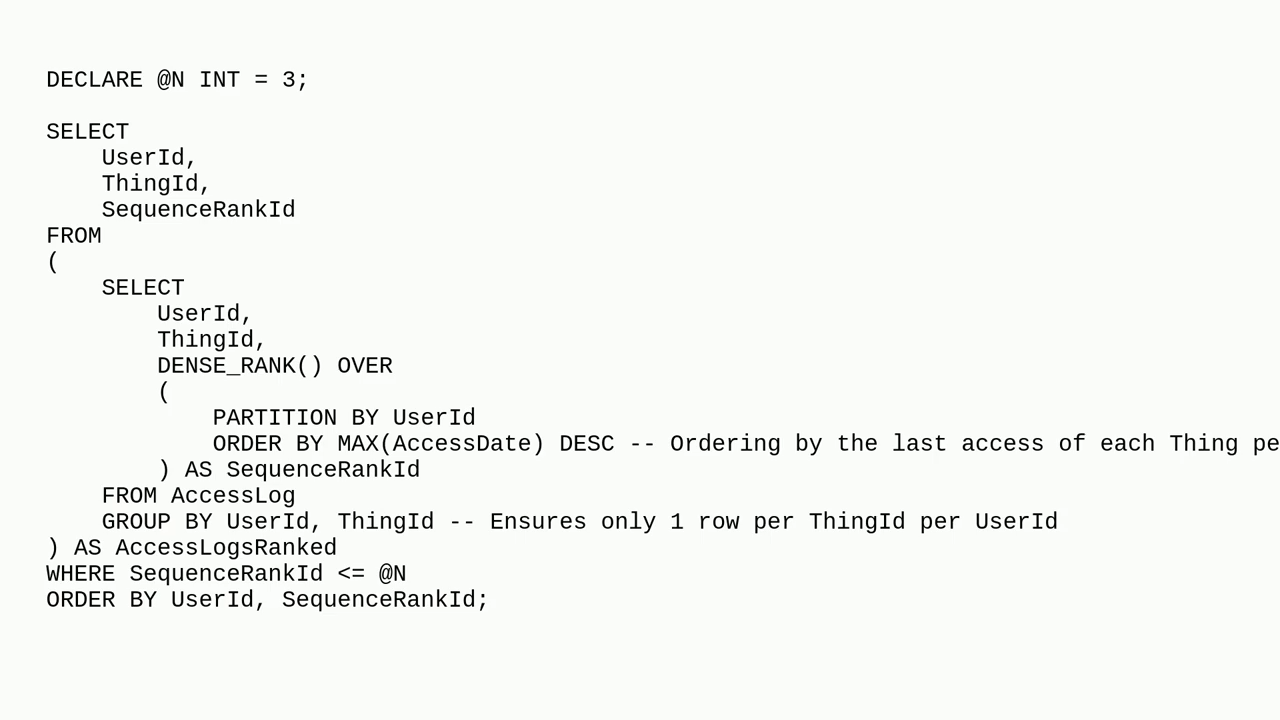 DECLARE @N INT = 3;
SELECT
UserId,
ThingId,
SequenceRankId
FROM
(
SELECT
UserId,
ThingId,
DENSE_RANK() OVER
(
PARTITION BY UserId
ORDER BY MAX(AccessDate) DESC -- Ordering by the last access of each Thing
) AS SequenceRankId
FROM AccessLog
GROUP BY UserId, ThingId -- Ensures only 1 row per ThingId per UserId
) AS AccessLogsRanked
WHERE SequenceRankId <= @N
ORDER BY UserId, SequenceRankId;